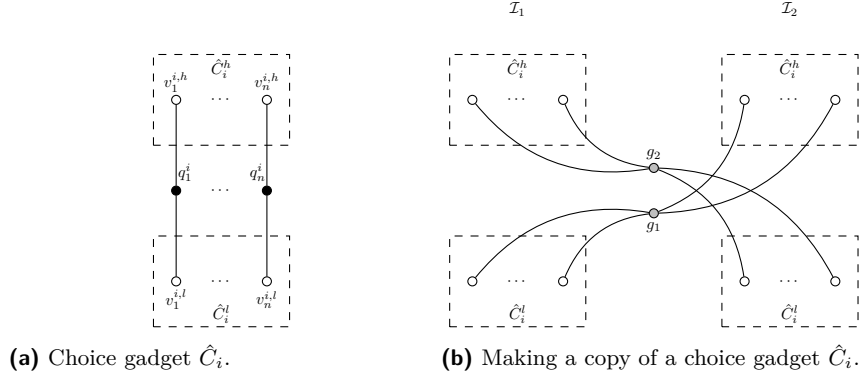 𝓘₁ 𝓘₂
Ĉᵢʰ Ĉᵢʰ Ĉᵢʰ
v₁^{i,h} vₙ^{i,h}
··· ··· ···
g₂
q₁ⁱ qₙⁱ
···
g₁
··· ··· ···
v₁^{i,l} vₙ^{i,l}
Ĉᵢˡ Ĉᵢˡ Ĉᵢˡ
(a) Choice gadget Ĉᵢ. (b) Making a copy of a choice gadget Ĉᵢ.